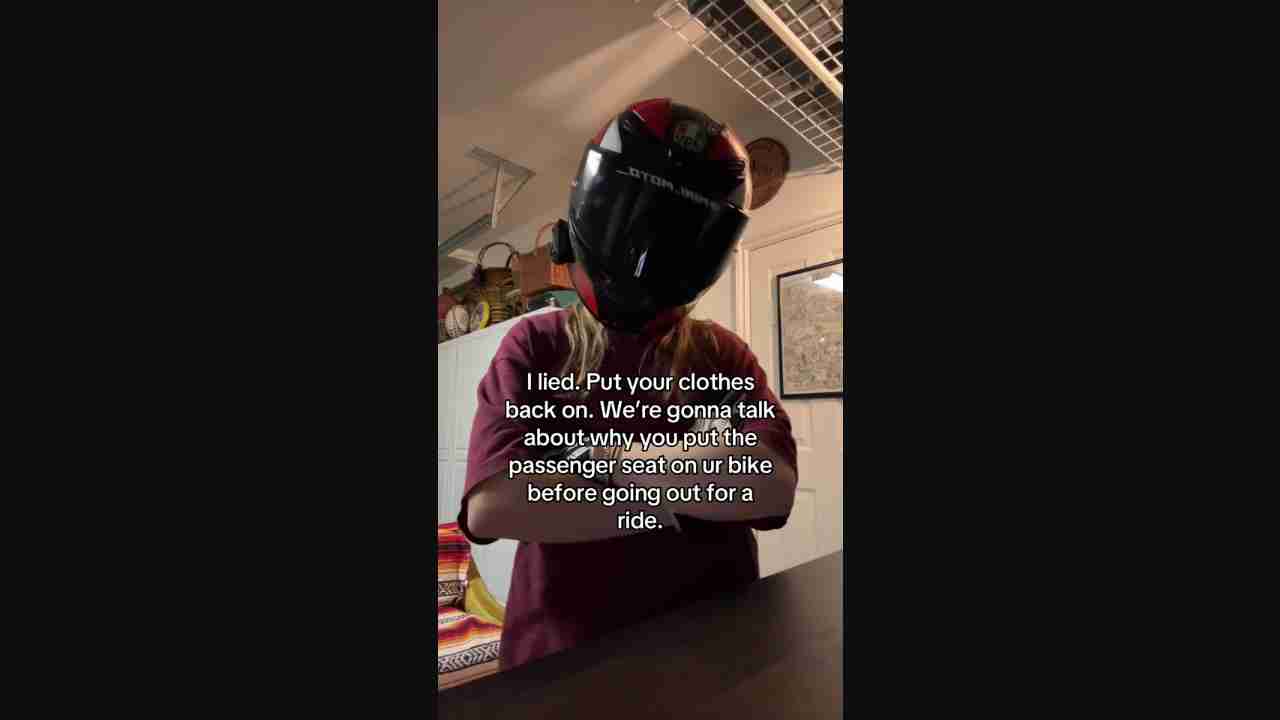 I lied. Put your clothes
back on. We're gonna talk
about why you put the
passenger seat on ur bike
before going out for a
ride.